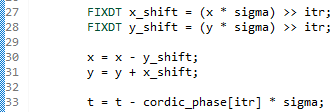 27 FIXDT x_shift = (x * sigma) >> itr;
28 FIXDT y_shift = (y * sigma) >> itr;
29
30 x = x - y_shift;
31 y = y + x_shift;
32
33 t = t - cordic_phase[itr] * sigma;